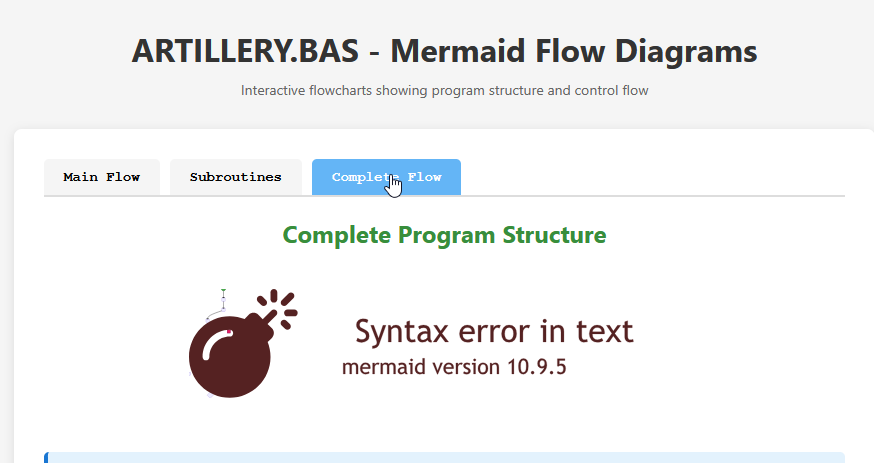 ARTILLERY.BAS - Mermaid Flow Diagrams
Interactive flowcharts showing program structure and control flow
Main Flow
Subroutines
Complete Flow
Complete Program Structure
Syntax error in text
mermaid version 10.9.5